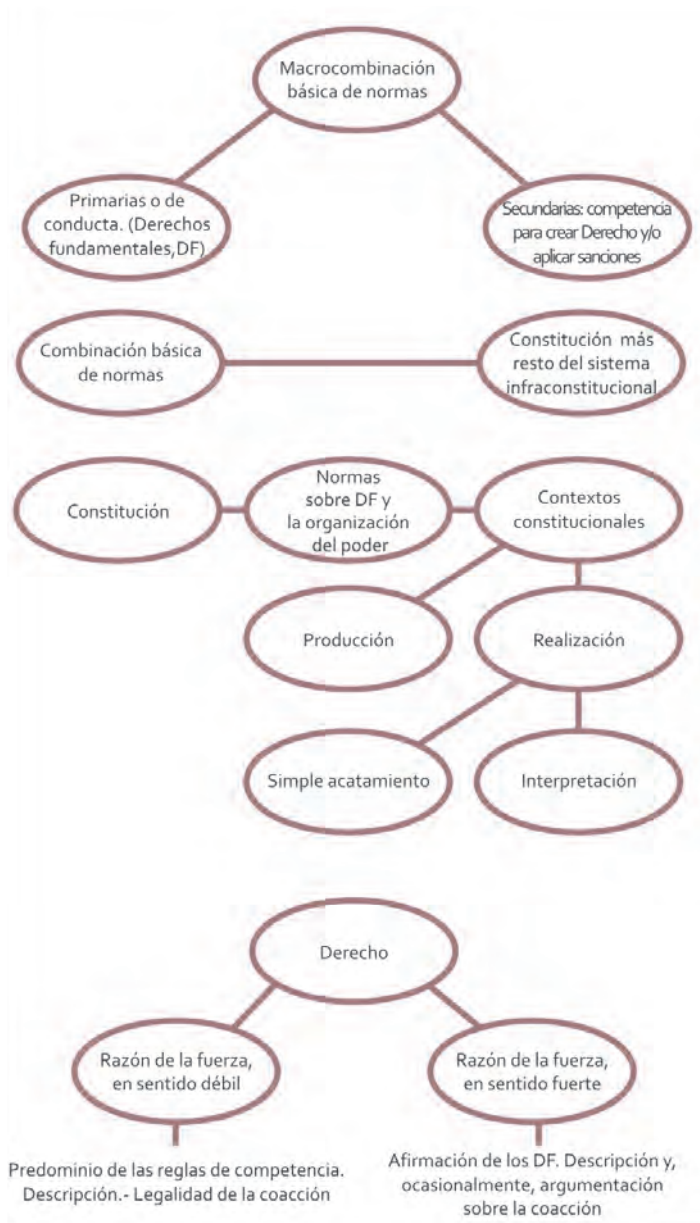 Macrocombinación
básica de normas
Primarias o de
conducta. (Derechos
fundamentales,DF)
Secundarias: competencia
para crear Derecho y/o
aplicar sanciones
Combinación básica
de normas
Constitución más
resto del sistema
infraconstitucional
Constitución
Normas
sobre DF y
la organización
del poder
Contextos
constitucionales
Producción
Realización
Simple acatamiento
Interpretación
Derecho
Razón de la fuerza,
en sentido débil
Razón de la fuerza,
en sentido fuerte
Predominio de las reglas de competencia.
Descripción.- Legalidad de la coacción
Afirmación de los DF. Descripción y,
ocasionalmente, argumentación
sobre la coacción